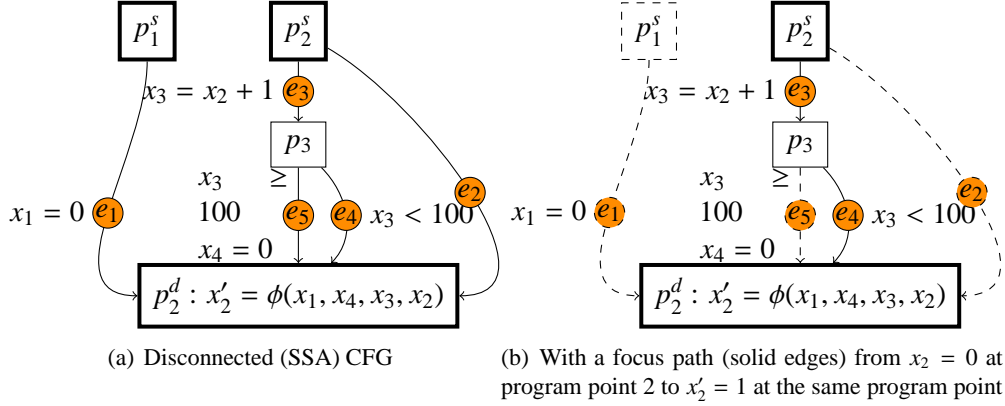 p_1^s p_2^s
x_3 = x_2 + 1 e_3
p_3
x_3 ≥
x_1 = 0 e_1 100 e_5 e_4 x_3 < 100 e_2
x_4 = 0
p_2^d : x_2' = ϕ(x_1, x_4, x_3, x_2)
(a) Disconnected (SSA) CFG
p_1^s p_2^s
x_3 = x_2 + 1 e_3
p_3
x_3 ≥
x_1 = 0 e_1 100 e_5 e_4 x_3 < 100 e_2
x_4 = 0
p_2^d : x_2' = ϕ(x_1, x_4, x_3, x_2)
(b) With a focus path (solid edges) from x_2 = 0 at
program point 2 to x_2' = 1 at the same program point